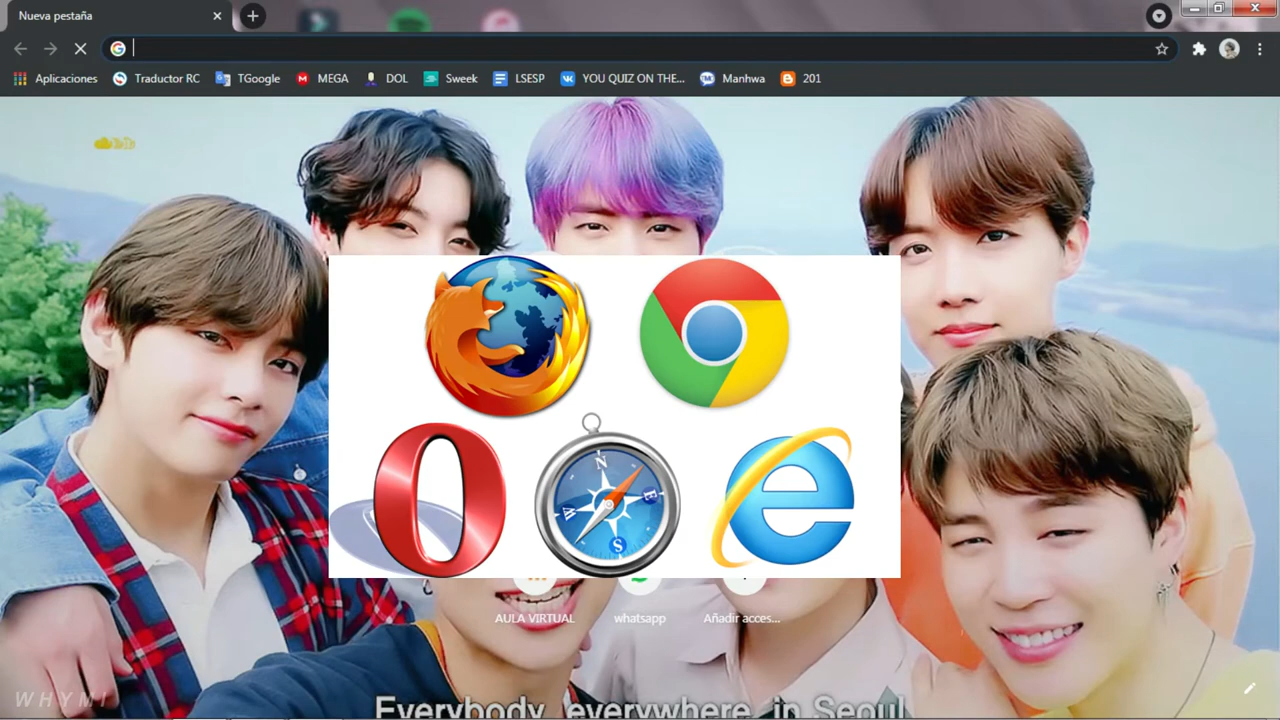 Nueva pestaña
Aplicaciones Traductor RC TGoogle MEGA DOL Sweek LSESP YOU QUIZ ON THE... Manhwa 201
N
E
W
S
AULA VIRTUAL whatsapp Añadir acces...
WHYMI
Everybody, everywhere in Seoul